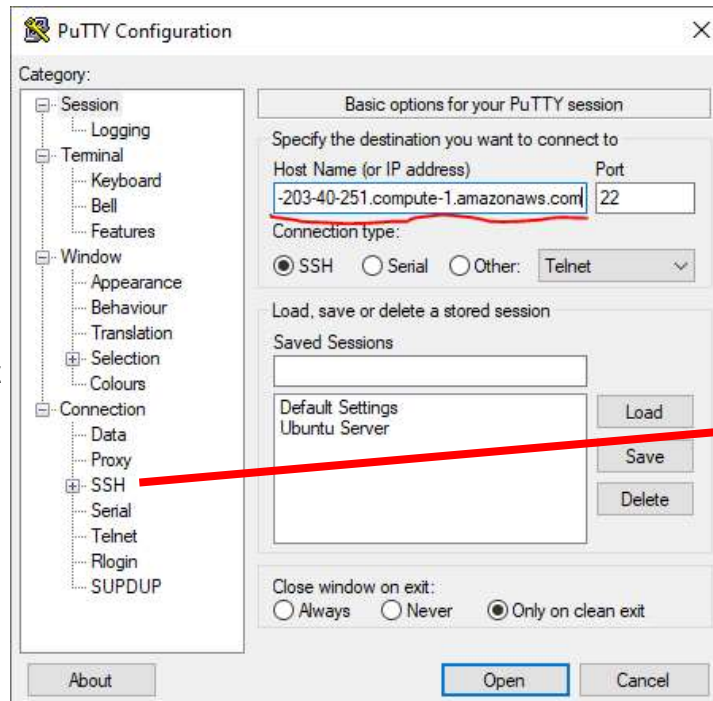 PuTTY Configuration
Category:
Session
Logging
Terminal
Keyboard
Bell
Features
Window
Appearance
Behaviour
Translation
Selection
Colours
Connection
Data
Proxy
SSH
Serial
Telnet
Rlogin
SUPDUP
Basic options for your PuTTY session
Specify the destination you want to connect to
Host Name (or IP address) Port
-203-40-251.compute-1.amazonaws.com 22
Connection type:
SSH Serial Other: Telnet
Load, save or delete a stored session
Saved Sessions
Default Settings
Ubuntu Server
Load
Save
Delete
Close window on exit:
Always Never Only on clean exit
About Open Cancel